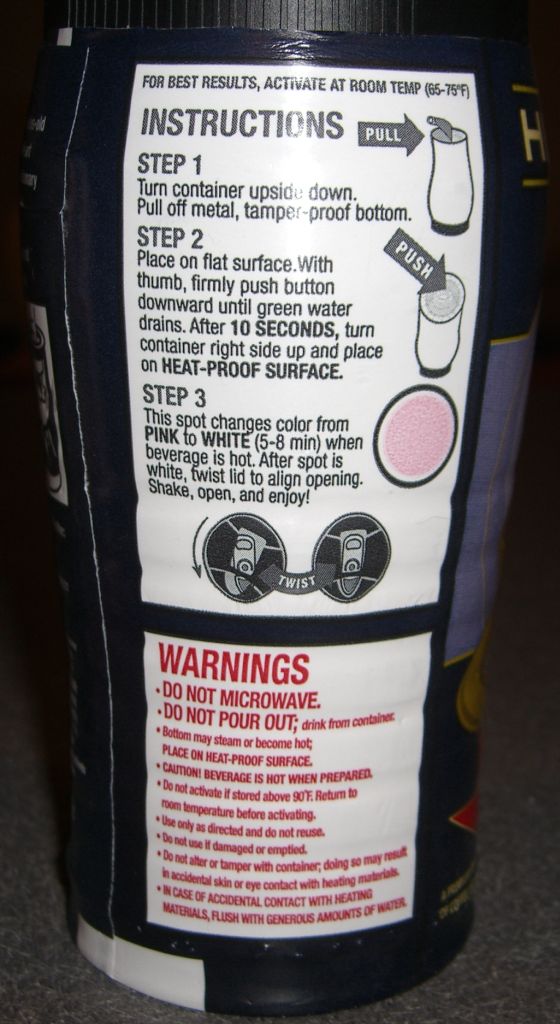 FOR BEST RESULTS, ACTIVATE AT ROOM TEMP (65-75°F)
INSTRUCTIONS
PULL
STEP 1
Turn container upside down.
Pull off metal, tamper-proof bottom.
STEP 2
PUSH
Place on flat surface.With
thumb, firmly push button
downward until green water
drains. After 10 SECONDS, turn
container right side up and place
on HEAT-PROOF SURFACE.
STEP 3
This spot changes color from
PINK to WHITE (5-8 min) when
beverage is hot. After spot is
white, twist lid to align opening.
Shake, open, and enjoy!
TWIST
WARNINGS
• DO NOT MICROWAVE.
• DO NOT POUR OUT; drink from container.
• Bottom may steam or become hot;
PLACE ON HEAT-PROOF SURFACE.
• CAUTION! BEVERAGE IS HOT WHEN PREPARED.
• Do not activate if stored above 90°F. Return to
room temperature before activating.
• Use only as directed and do not reuse.
• Do not use if damaged or emptied.
• Do not alter or tamper with container; doing so may result
in accidental skin or eye contact with heating materials.
• IN CASE OF ACCIDENTAL CONTACT WITH HEATING
MATERIALS, FLUSH WITH GENEROUS AMOUNTS OF WATER.
H